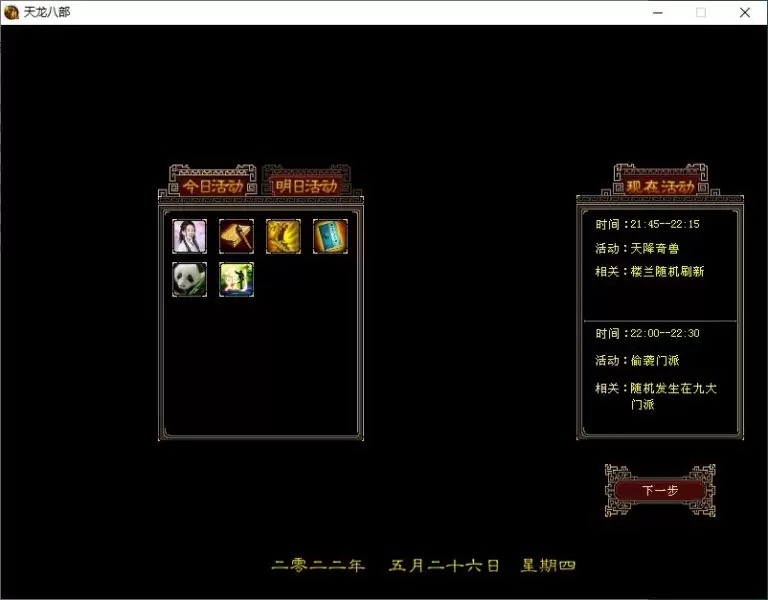 天龙八部
今日活动 明日活动
现在活动
时间：21:45--22:15
活动：天降奇兽
相关：楼兰随机刷新
时间：22:00--22:30
活动：偷袭门派
相关：随机发生在九大
门派
下一步
二零二二年 五月二十六日 星期四